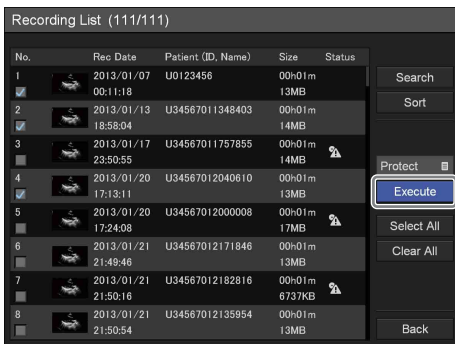 Recording List (111/111)
No. Rec Date Patient (ID, Name) Size Status
1 2013/01/07 U0123456 00h01m
00:11:18 13MB
2 2013/01/13 U34567011348403 00h01m
18:58:04 14MB
3 2013/01/17 U34567011757855 00h01m
23:50:55 14MB
4 2013/01/20 U34567012040610 00h01m
17:13:11 13MB
5 2013/01/20 U34567012000008 00h01m
17:24:08 17MB
6 2013/01/21 U34567012171846 00h01m
21:49:46 13MB
7 2013/01/21 U34567012182816 00h01m
21:50:16 6737KB
8 2013/01/21 U34567012135954 00h01m
21:50:54 13MB
Search
Sort
Protect
Execute
Select All
Clear All
Back